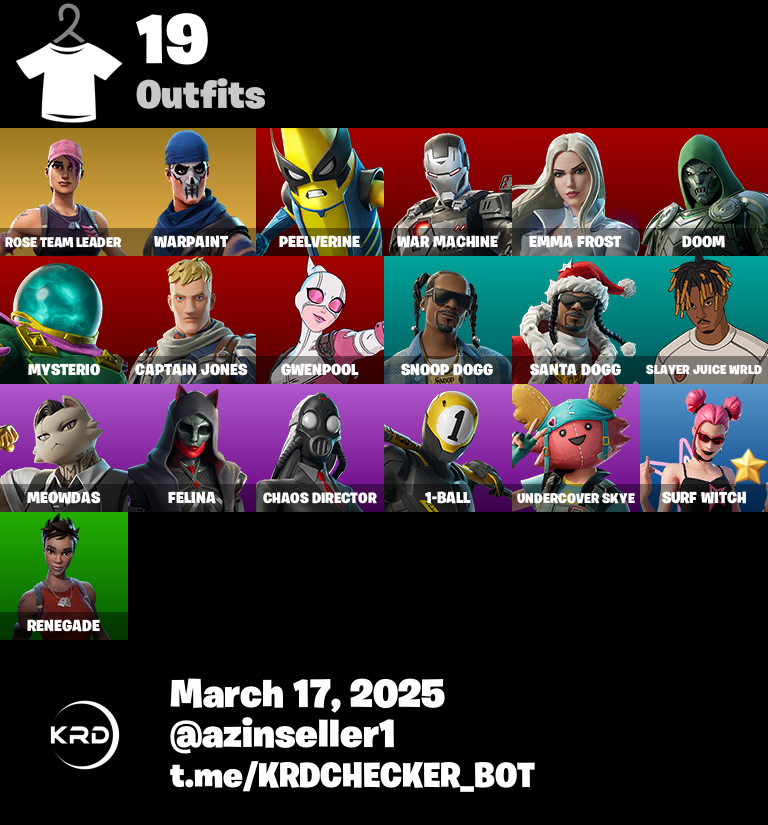 19
Outfits
ROSE TEAM LEADER
WARPAINT
PEELVERINE
WAR MACHINE
EMMA FROST
DOOM
MYSTERIO
CAPTAIN JONES
GWENPOOL
SNOOP DOGG
SANTA DOGG
SLAYER JUICE WRLD
MEOWDAS
FELINA
CHAOS DIRECTOR
1
1-BALL
UNDERCOVER SKYE
SURF WITCH
RENEGADE
March 17, 2025
KRD
@azinseller1
t.me/KRDCHECKER_BOT